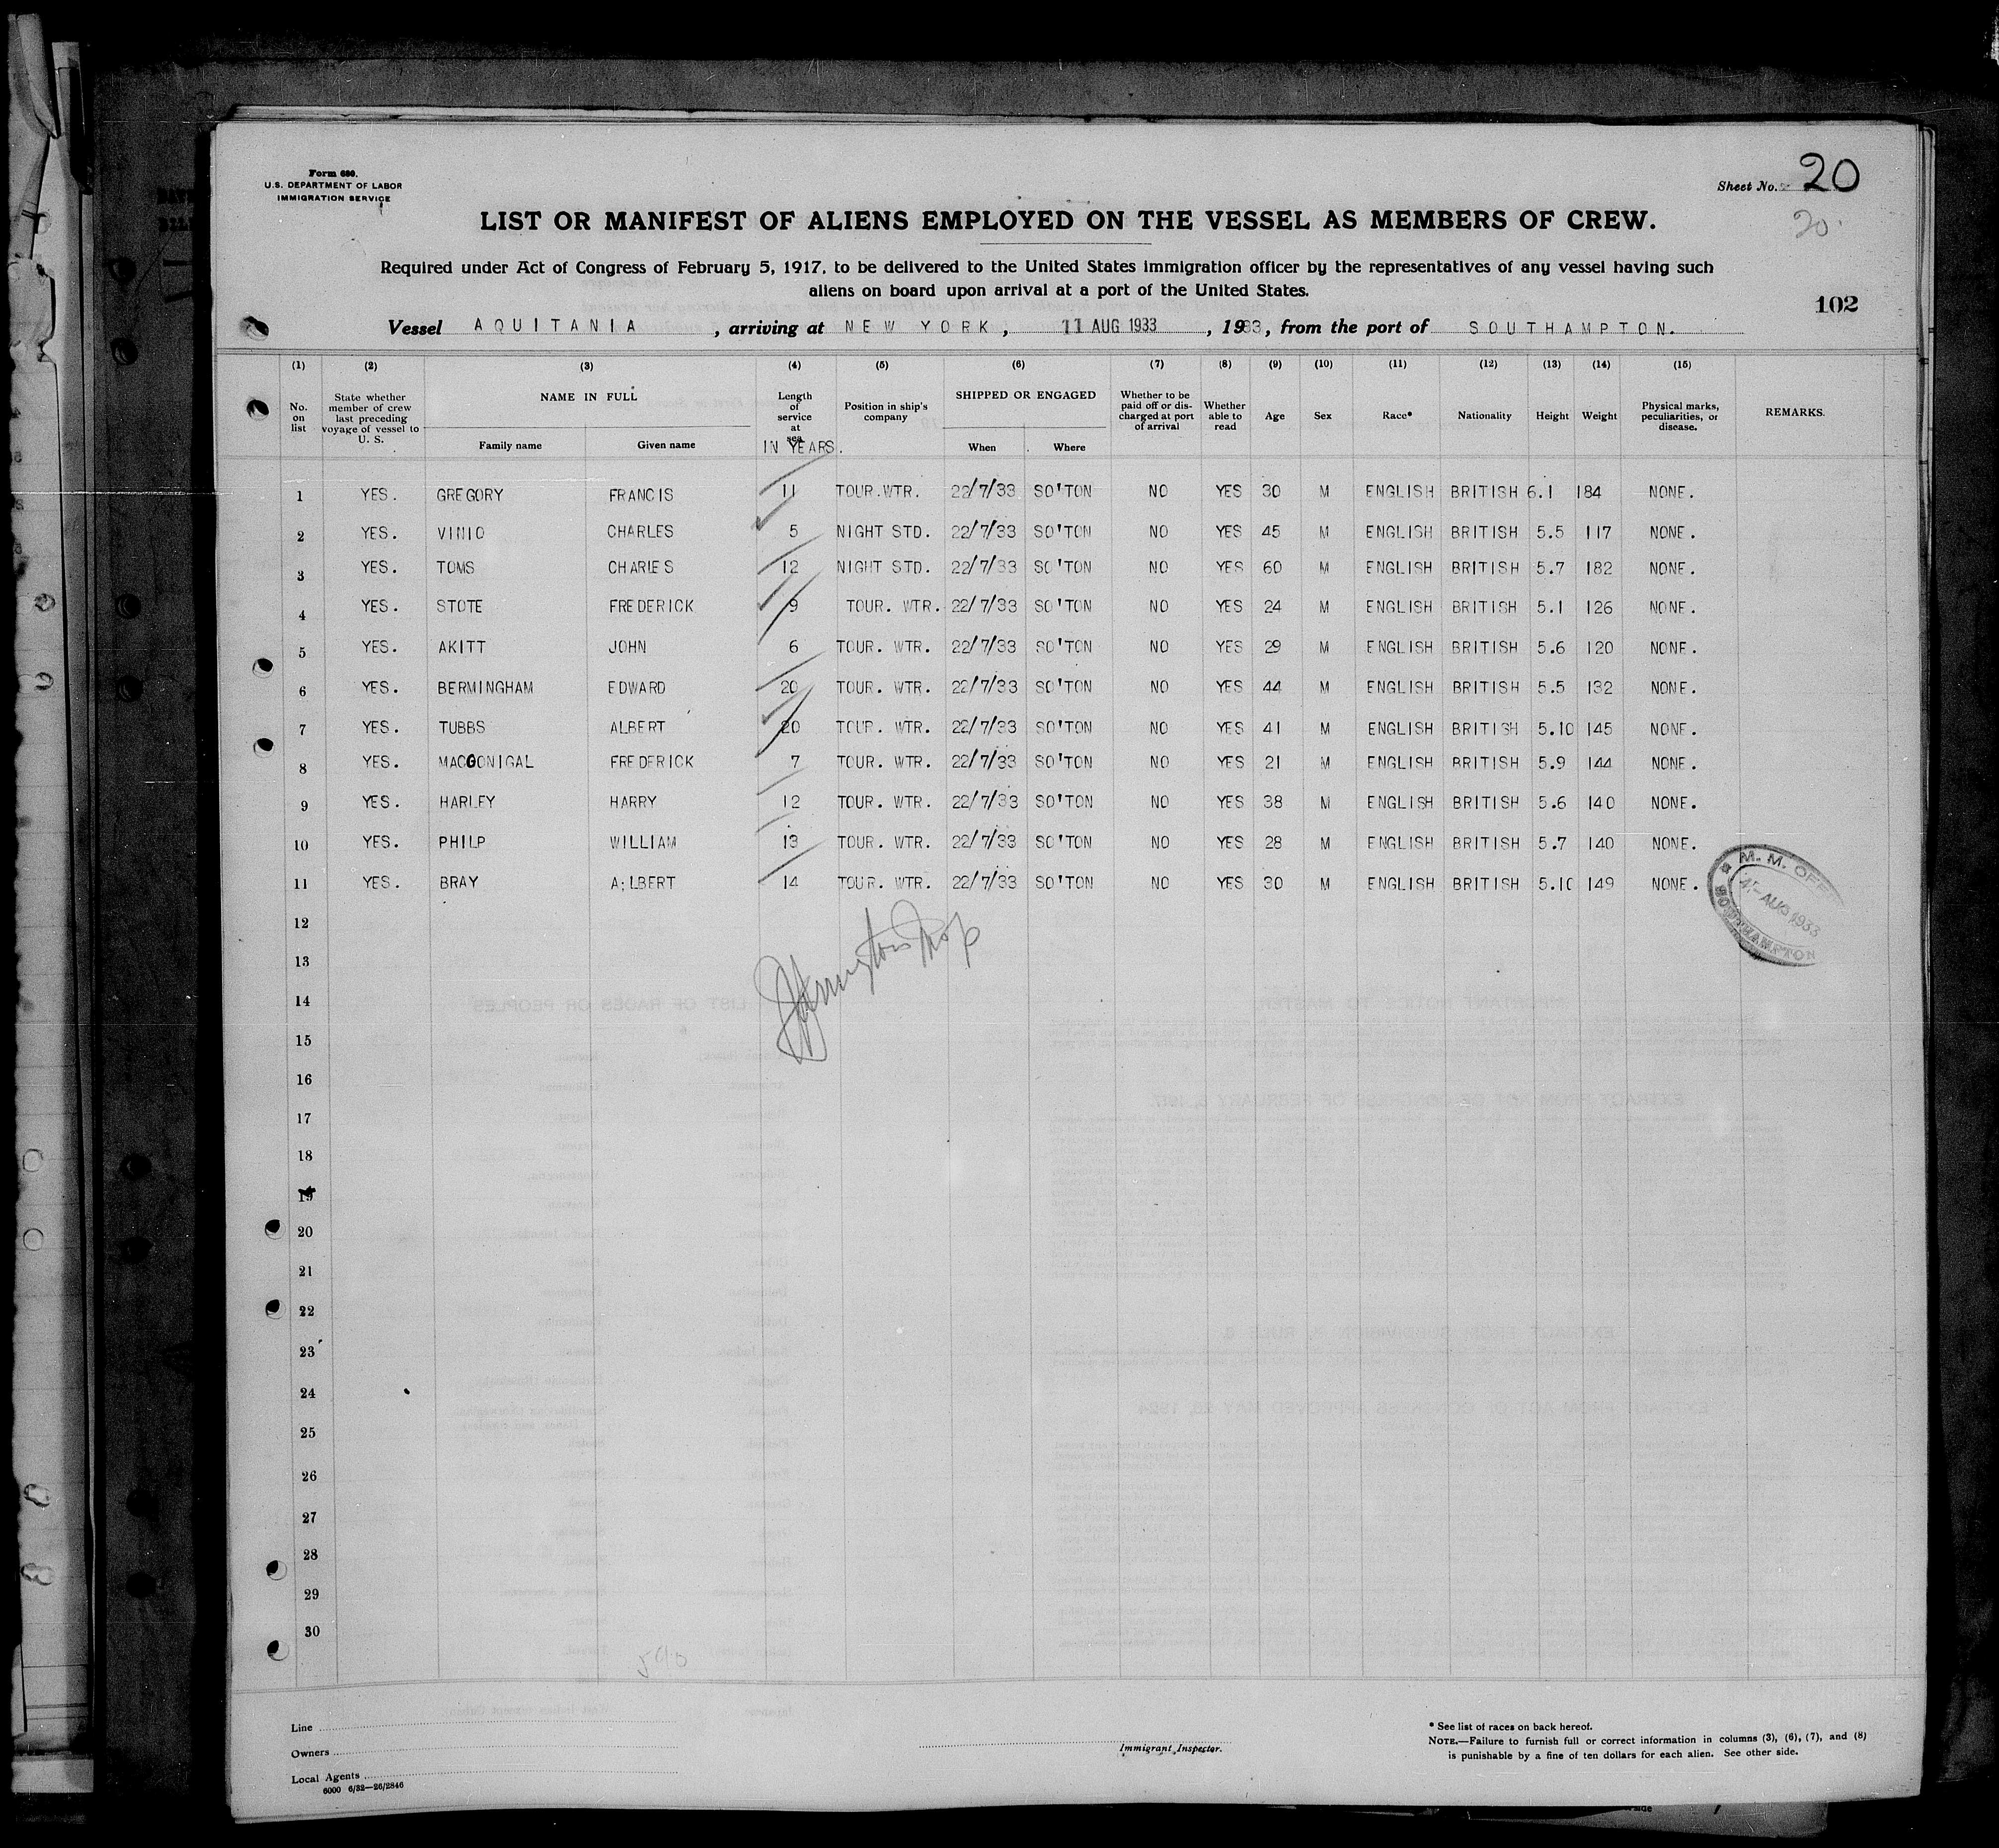 Form 680.
U.S. DEPARTMENT OF LABOR
IMMIGRATION SERVICE
Sheet No. 20
20
LIST OR MANIFEST OF ALIENS EMPLOYED ON THE VESSEL AS MEMBERS OF CREW.
Required under Act of Congress of February 5, 1917, to be delivered to the United States immigration officer by the representatives of any vessel having such
aliens on board upon arrival at a port of the United States.
102
Vessel AQUITANIA, arriving at NEW YORK, 11 AUG 1933, 1933, from the port of SOUTHAMPTON.
(1) (2) (3) (4) (5) (6) (7) (8) (9) (10) (11) (12) (13) (14) (15)
No. on list
State whether member of crew last preceding voyage of vessel to U. S.
NAME IN FULL
Family name
Given name
Length of service at sea
IN YEARS.
Position in ship's company
SHIPPED OR ENGAGED
When
Where
Whether to be paid off or discharged at port of arrival
Whether able to read
Age
Sex
Race*
Nationality
Height
Weight
Physical marks, peculiarities, or disease.
REMARKS.
1 YES. GREGORY FRANCIS 11 TOUR.WTR. 22/7/33 SO'TON NO YES 30 M ENGLISH BRITISH 6.1 184 NONE.
2 YES. VINIO CHARLES 5 NIGHT STD. 22/7/33 SO'TON NO YES 45 M ENGLISH BRITISH 5.5 117 NONE.
3 YES. TOMS CHARLES 12 NIGHT STD. 22/7/33 SO'TON NO YES 60 M ENGLISH BRITISH 5.7 182 NONE.
4 YES. STOTE FREDERICK 9 TOUR. WTR. 22/7/33 SO'TON NO YES 24 M ENGLISH BRITISH 5.1 126 NONE.
5 YES. AKITT JOHN 6 TOUR. WTR. 22/7/33 SO'TON NO YES 29 M ENGLISH BRITISH 5.6 120 NONE.
6 YES. BERMINGHAM EDWARD 20 TOUR. WTR. 22/7/33 SO'TON NO YES 44 M ENGLISH BRITISH 5.5 132 NONE.
7 YES. TUBBS ALBERT 20 TOUR. WTR. 22/7/33 SO'TON NO YES 41 M ENGLISH BRITISH 5.10 145 NONE.
8 YES. MACGONIGAL FREDERICK 7 TOUR. WTR. 22/7/33 SO'TON NO YES 21 M ENGLISH BRITISH 5.9 144 NONE.
9 YES. HARLEY HARRY 12 TOUR. WTR. 22/7/33 SO'TON NO YES 38 M ENGLISH BRITISH 5.6 140 NONE.
10 YES. PHILP WILLIAM 13 TOUR. WTR. 22/7/33 SO'TON NO YES 28 M ENGLISH BRITISH 5.7 140 NONE.
11 YES. BRAY A;LBERT 14 TOUR. WTR. 22/7/33 SO'TON NO YES 30 M ENGLISH BRITISH 5.10 149 NONE.
M. M. OFF
AUG 1933
SOUTHAMPTON
12
13
14
15
16
17
18
19
20
21
22
23
24
25
26
27
28
29
30
Line
Owners
Local Agents
6000 6/32—26/2846
Immigrant Inspector.
* See list of races on back hereof.
NOTE.—Failure to furnish full or correct information in columns (3), (6), (7), and (8)
is punishable by a fine of ten dollars for each alien. See other side.